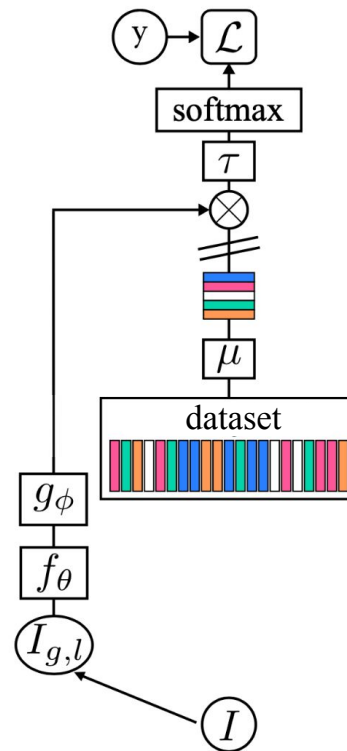 y
ℒ
softmax
τ
μ
dataset
g_ϕ
f_θ
I_{g,l}
I